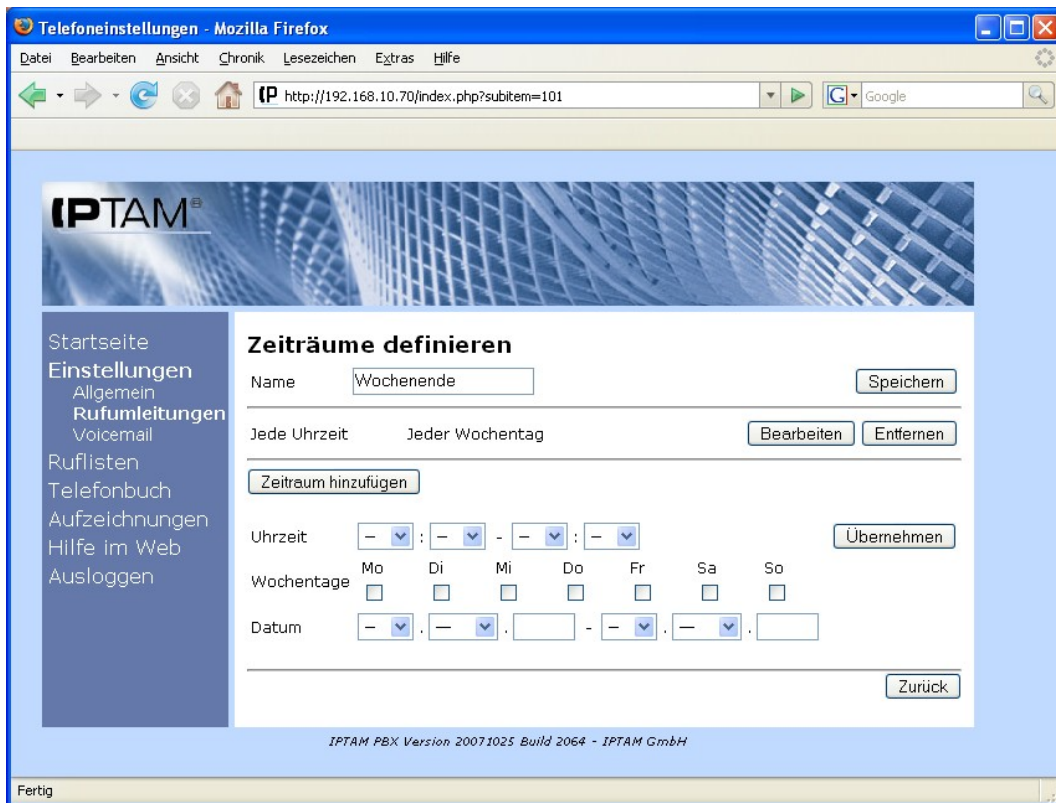 Telefoneinstellungen - Mozilla Firefox
Datei Bearbeiten Ansicht Chronik Lesezeichen Extras Hilfe
(P http://192.168.10.70/index.php?subitem=101 G Google
(PTAM®
Startseite
Einstellungen
Allgemein
Rufumleitungen
Voicemail
Ruflisten
Telefonbuch
Aufzeichnungen
Hilfe im Web
Ausloggen
Zeiträume definieren
Name Wochenende Speichern
Jede Uhrzeit Jeder Wochentag Bearbeiten Entfernen
Zeitraum hinzufügen
Uhrzeit – : – - – : – Übernehmen
Mo Di Mi Do Fr Sa So
Wochentage
Datum – . — . - – . — .
Zurück
IPTAM PBX Version 20071025 Build 2064 - IPTAM GmbH
Fertig